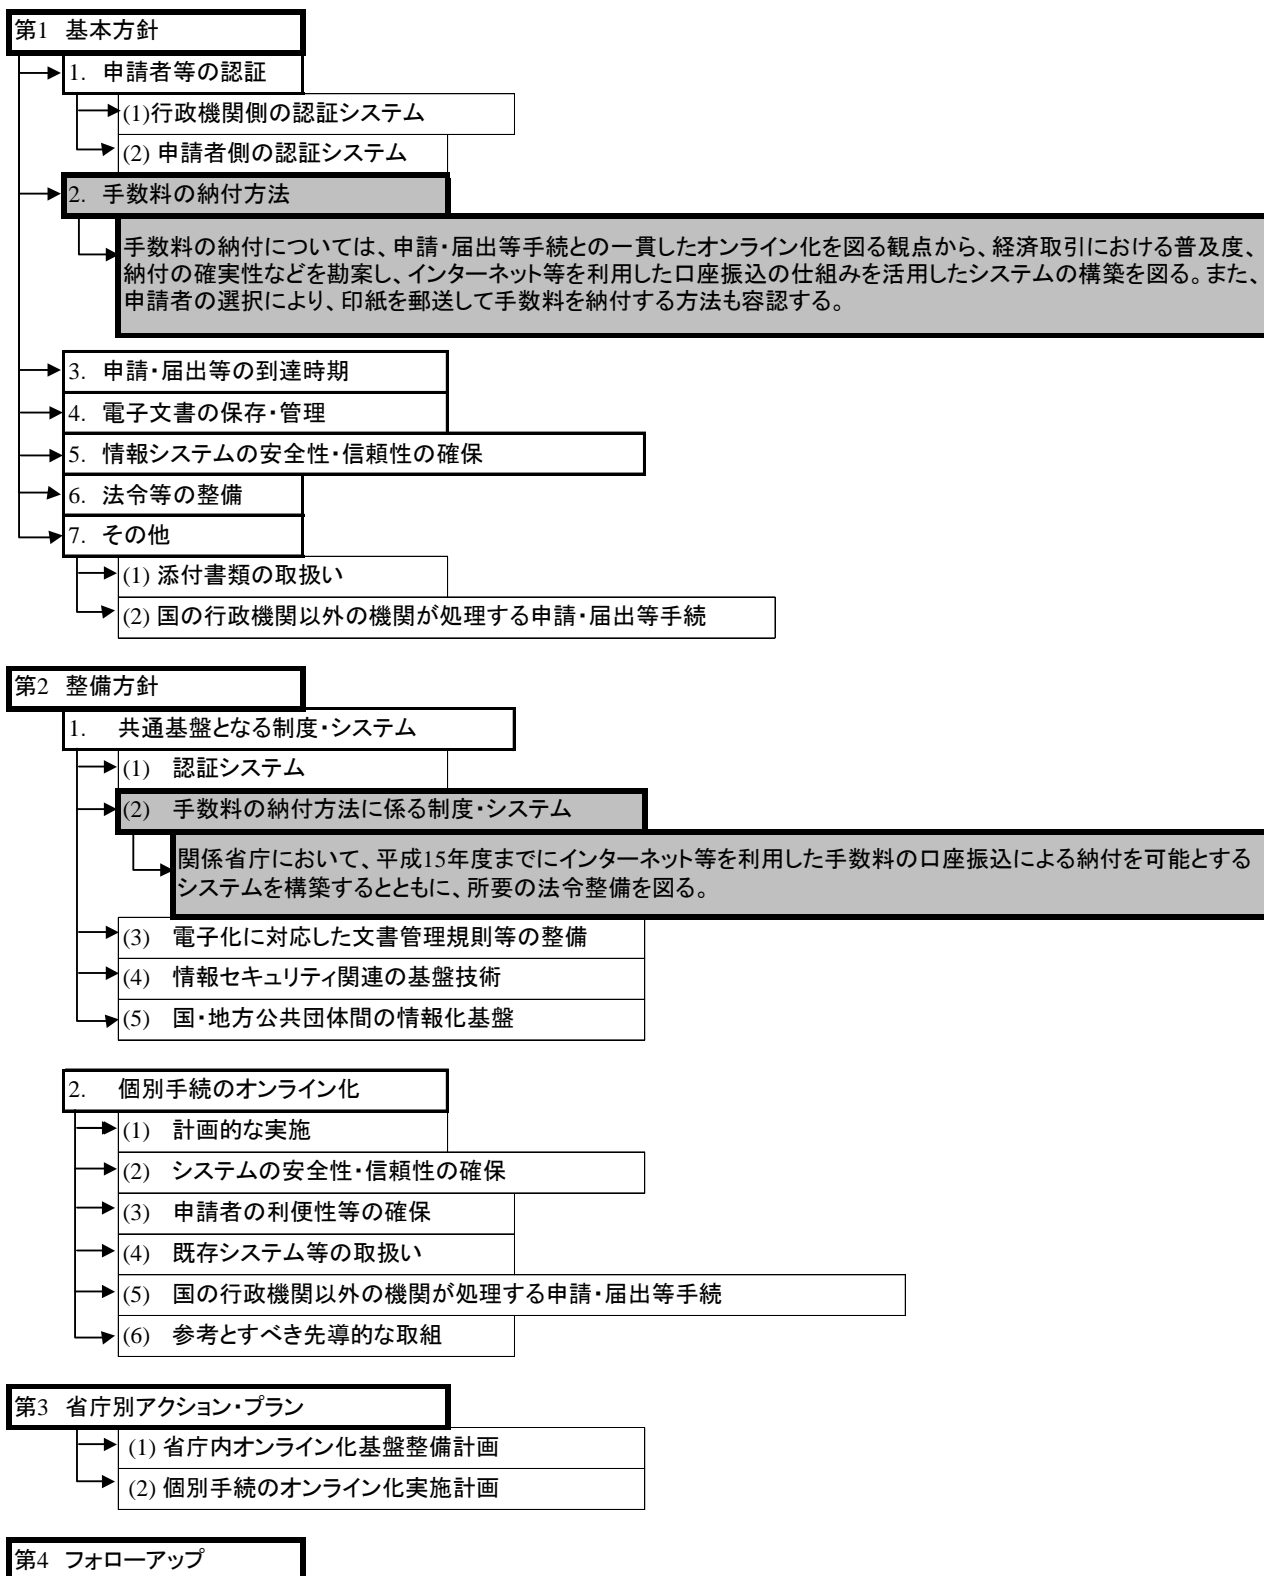 第1 基本方針
1. 申請者等の認証
(1)行政機関側の認証システム
(2) 申請者側の認証システム
2. 手数料の納付方法
手数料の納付については、申請・届出等手続との一貫したオンライン化を図る観点から、経済取引における普及度、
納付の確実性などを勘案し、インターネット等を利用した口座振込の仕組みを活用したシステムの構築を図る。また、
申請者の選択により、印紙を郵送して手数料を納付する方法も容認する。
3. 申請・届出等の到達時期
4. 電子文書の保存・管理
5. 情報システムの安全性・信頼性の確保
6. 法令等の整備
7. その他
(1) 添付書類の取扱い
(2) 国の行政機関以外の機関が処理する申請・届出等手続
第2 整備方針
1. 共通基盤となる制度・システム
(1) 認証システム
(2) 手数料の納付方法に係る制度・システム
関係省庁において、平成15年度までにインターネット等を利用した手数料の口座振込による納付を可能とする
システムを構築するとともに、所要の法令整備を図る。
(3) 電子化に対応した文書管理規則等の整備
(4) 情報セキュリティ関連の基盤技術
(5) 国・地方公共団体間の情報化基盤
2. 個別手続のオンライン化
(1) 計画的な実施
(2) システムの安全性・信頼性の確保
(3) 申請者の利便性等の確保
(4) 既存システム等の取扱い
(5) 国の行政機関以外の機関が処理する申請・届出等手続
(6) 参考とすべき先導的な取組
第3 省庁別アクション・プラン
(1) 省庁内オンライン化基盤整備計画
(2) 個別手続のオンライン化実施計画
第4 フォローアップ